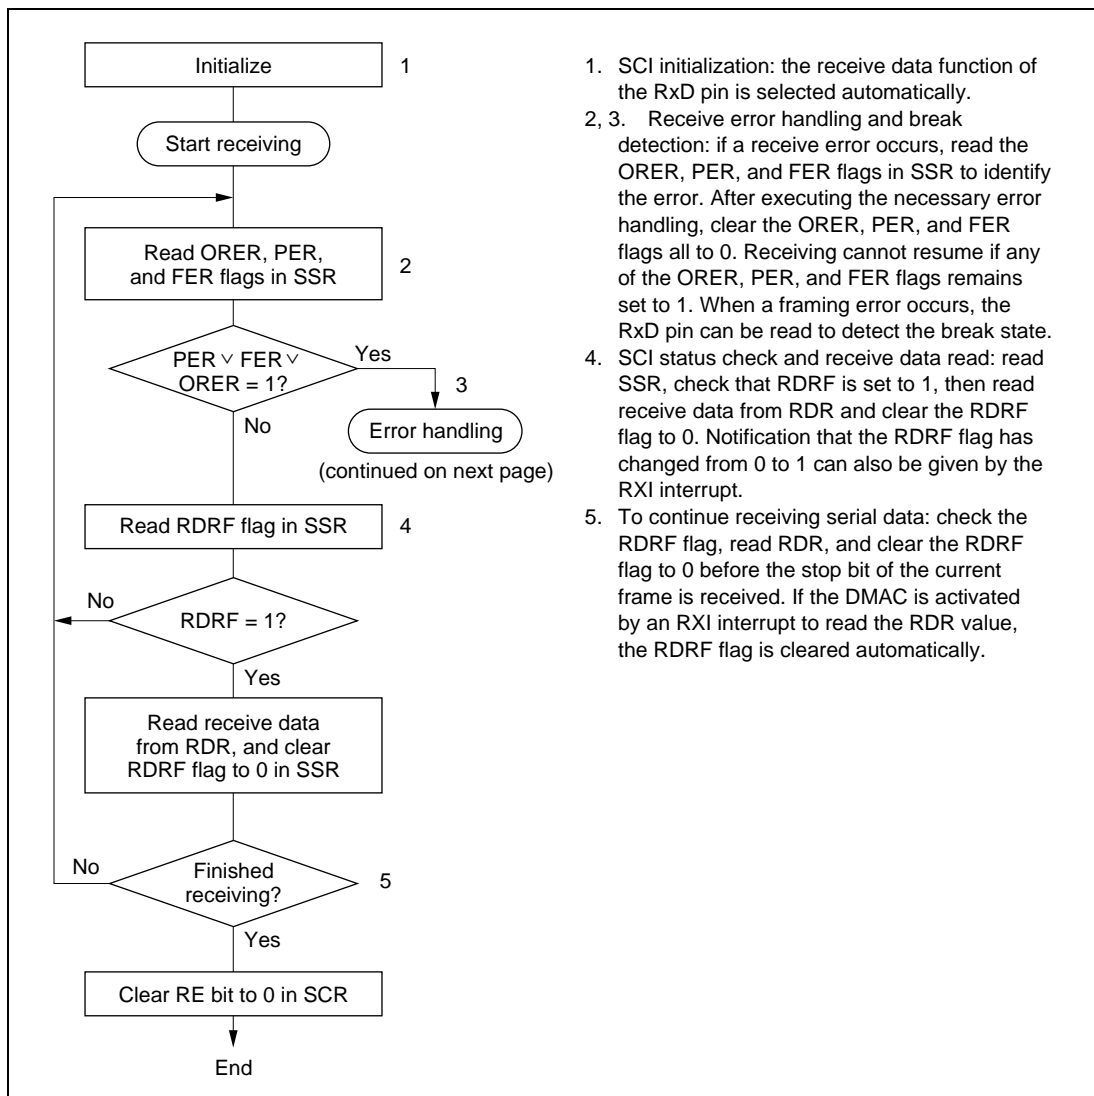 Initialize
1
Start receiving
Read ORER, PER,
and FER flags in SSR
2
PER ∨ FER ∨
ORER = 1?
Yes
3
No
Error handling
(continued on next page)
Read RDRF flag in SSR
4
No
RDRF = 1?
Yes
Read receive data
from RDR, and clear
RDRF flag to 0 in SSR
No
Finished
receiving?
5
Yes
Clear RE bit to 0 in SCR
End
1. SCI initialization: the receive data function of
the RxD pin is selected automatically.
2, 3. Receive error handling and break
detection: if a receive error occurs, read the
ORER, PER, and FER flags in SSR to identify
the error. After executing the necessary error
handling, clear the ORER, PER, and FER
flags all to 0. Receiving cannot resume if any
of the ORER, PER, and FER flags remains
set to 1. When a framing error occurs, the
RxD pin can be read to detect the break state.
4. SCI status check and receive data read: read
SSR, check that RDRF is set to 1, then read
receive data from RDR and clear the RDRF
flag to 0. Notification that the RDRF flag has
changed from 0 to 1 can also be given by the
RXI interrupt.
5. To continue receiving serial data: check the
RDRF flag, read RDR, and clear the RDRF
flag to 0 before the stop bit of the current
frame is received. If the DMAC is activated
by an RXI interrupt to read the RDR value,
the RDRF flag is cleared automatically.